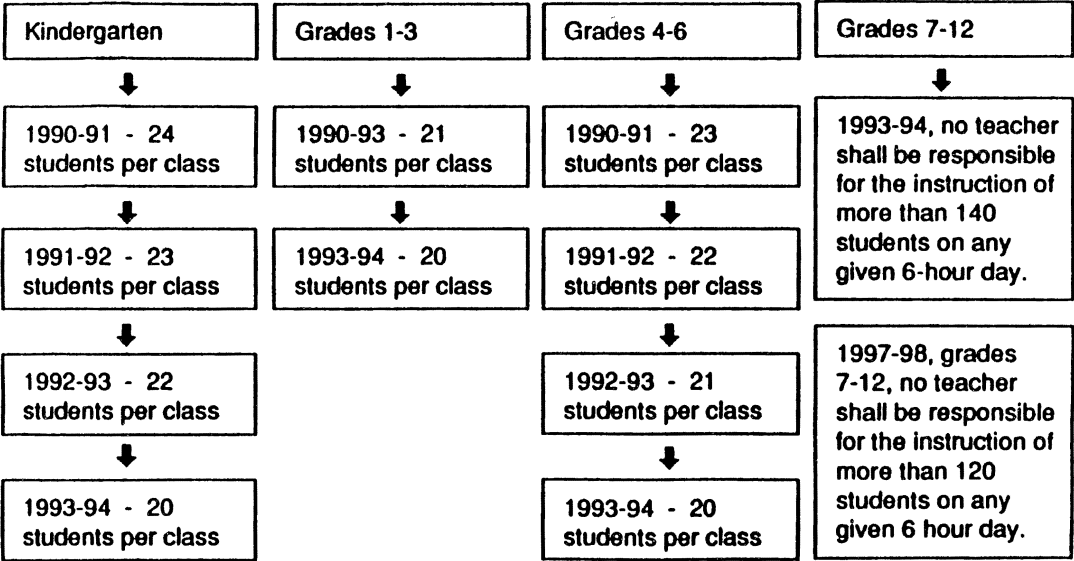 Kindergarten
1990-91 - 24
students per class
1991-92 - 23
students per class
1992-93 - 22
students per class
1993-94 - 20
students per class
Grades 1-3
1990-93 - 21
students per class
1993-94 - 20
students per class
Grades 4-6
1990-91 - 23
students per class
1991-92 - 22
students per class
1992-93 - 21
students per class
1993-94 - 20
students per class
Grades 7-12
1993-94, no teacher
shall be responsible
for the instruction of
more than 140
students on any
given 6-hour day.
1997-98, grades
7-12, no teacher
shall be responsible
for the instruction of
more than 120
students on any
given 6 hour day.